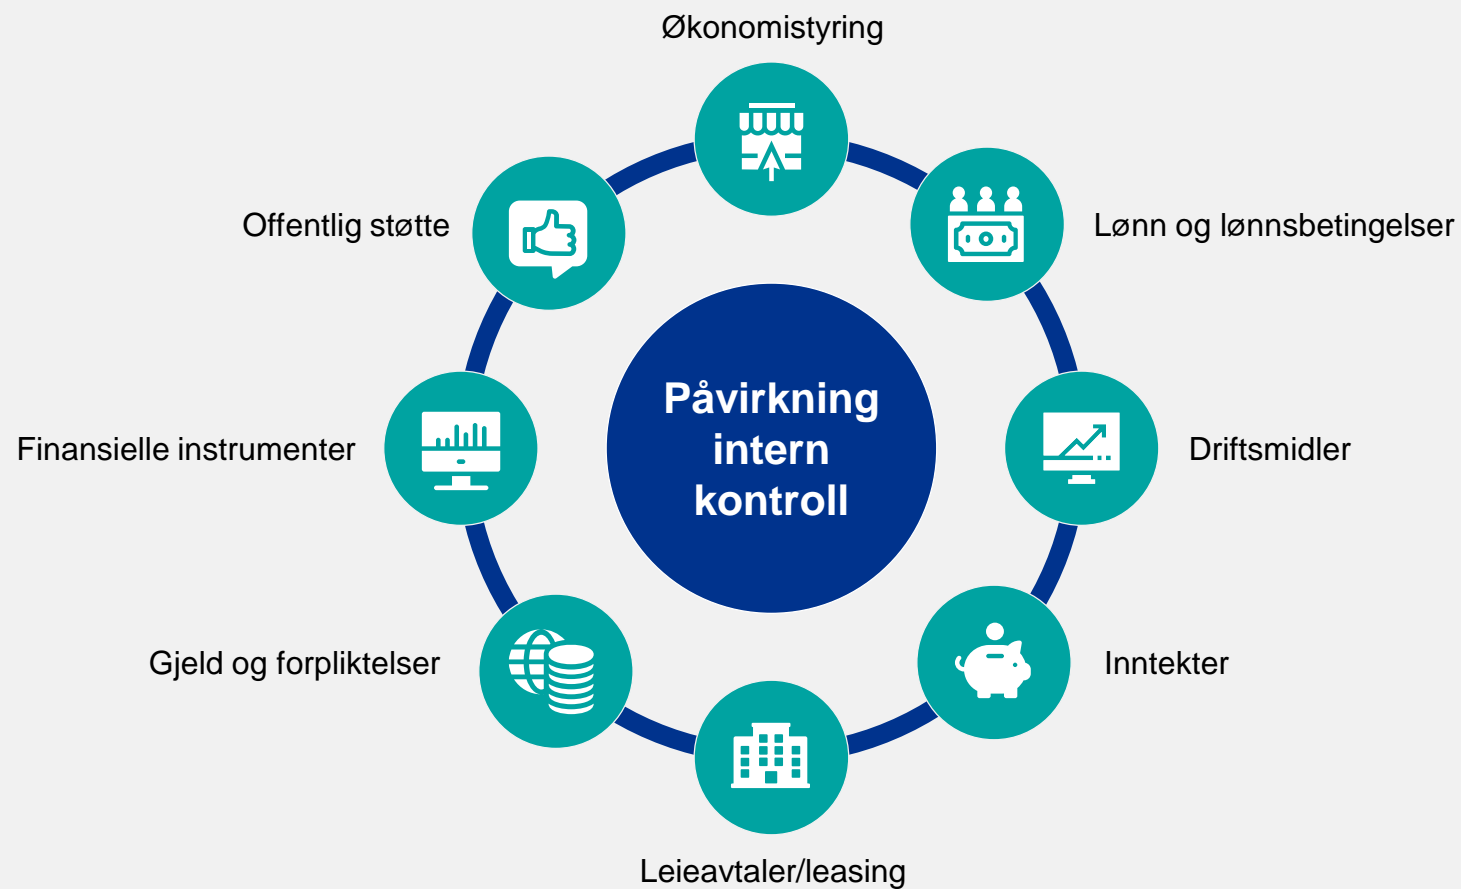 Økonomistyring
Offentlig støtte
Lønn og lønnsbetingelser
Påvirkning
intern
kontroll
Finansielle instrumenter
Driftsmidler
Gjeld og forpliktelser
Inntekter
Leieavtaler/leasing